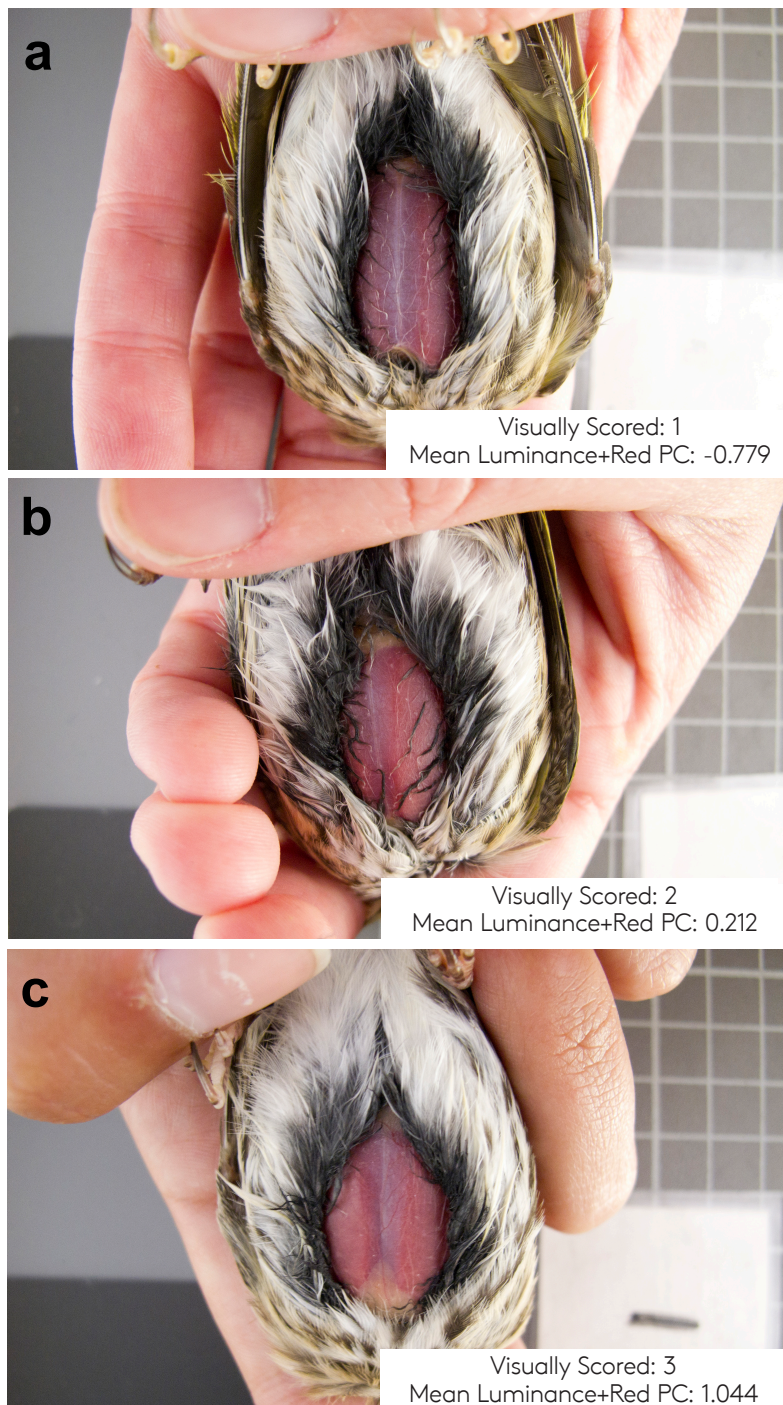 a
Visually Scored: 1
Mean Luminance+Red PC: -0.779
b
Visually Scored: 2
Mean Luminance+Red PC: 0.212
c
Visually Scored: 3
Mean Luminance+Red PC: 1.044